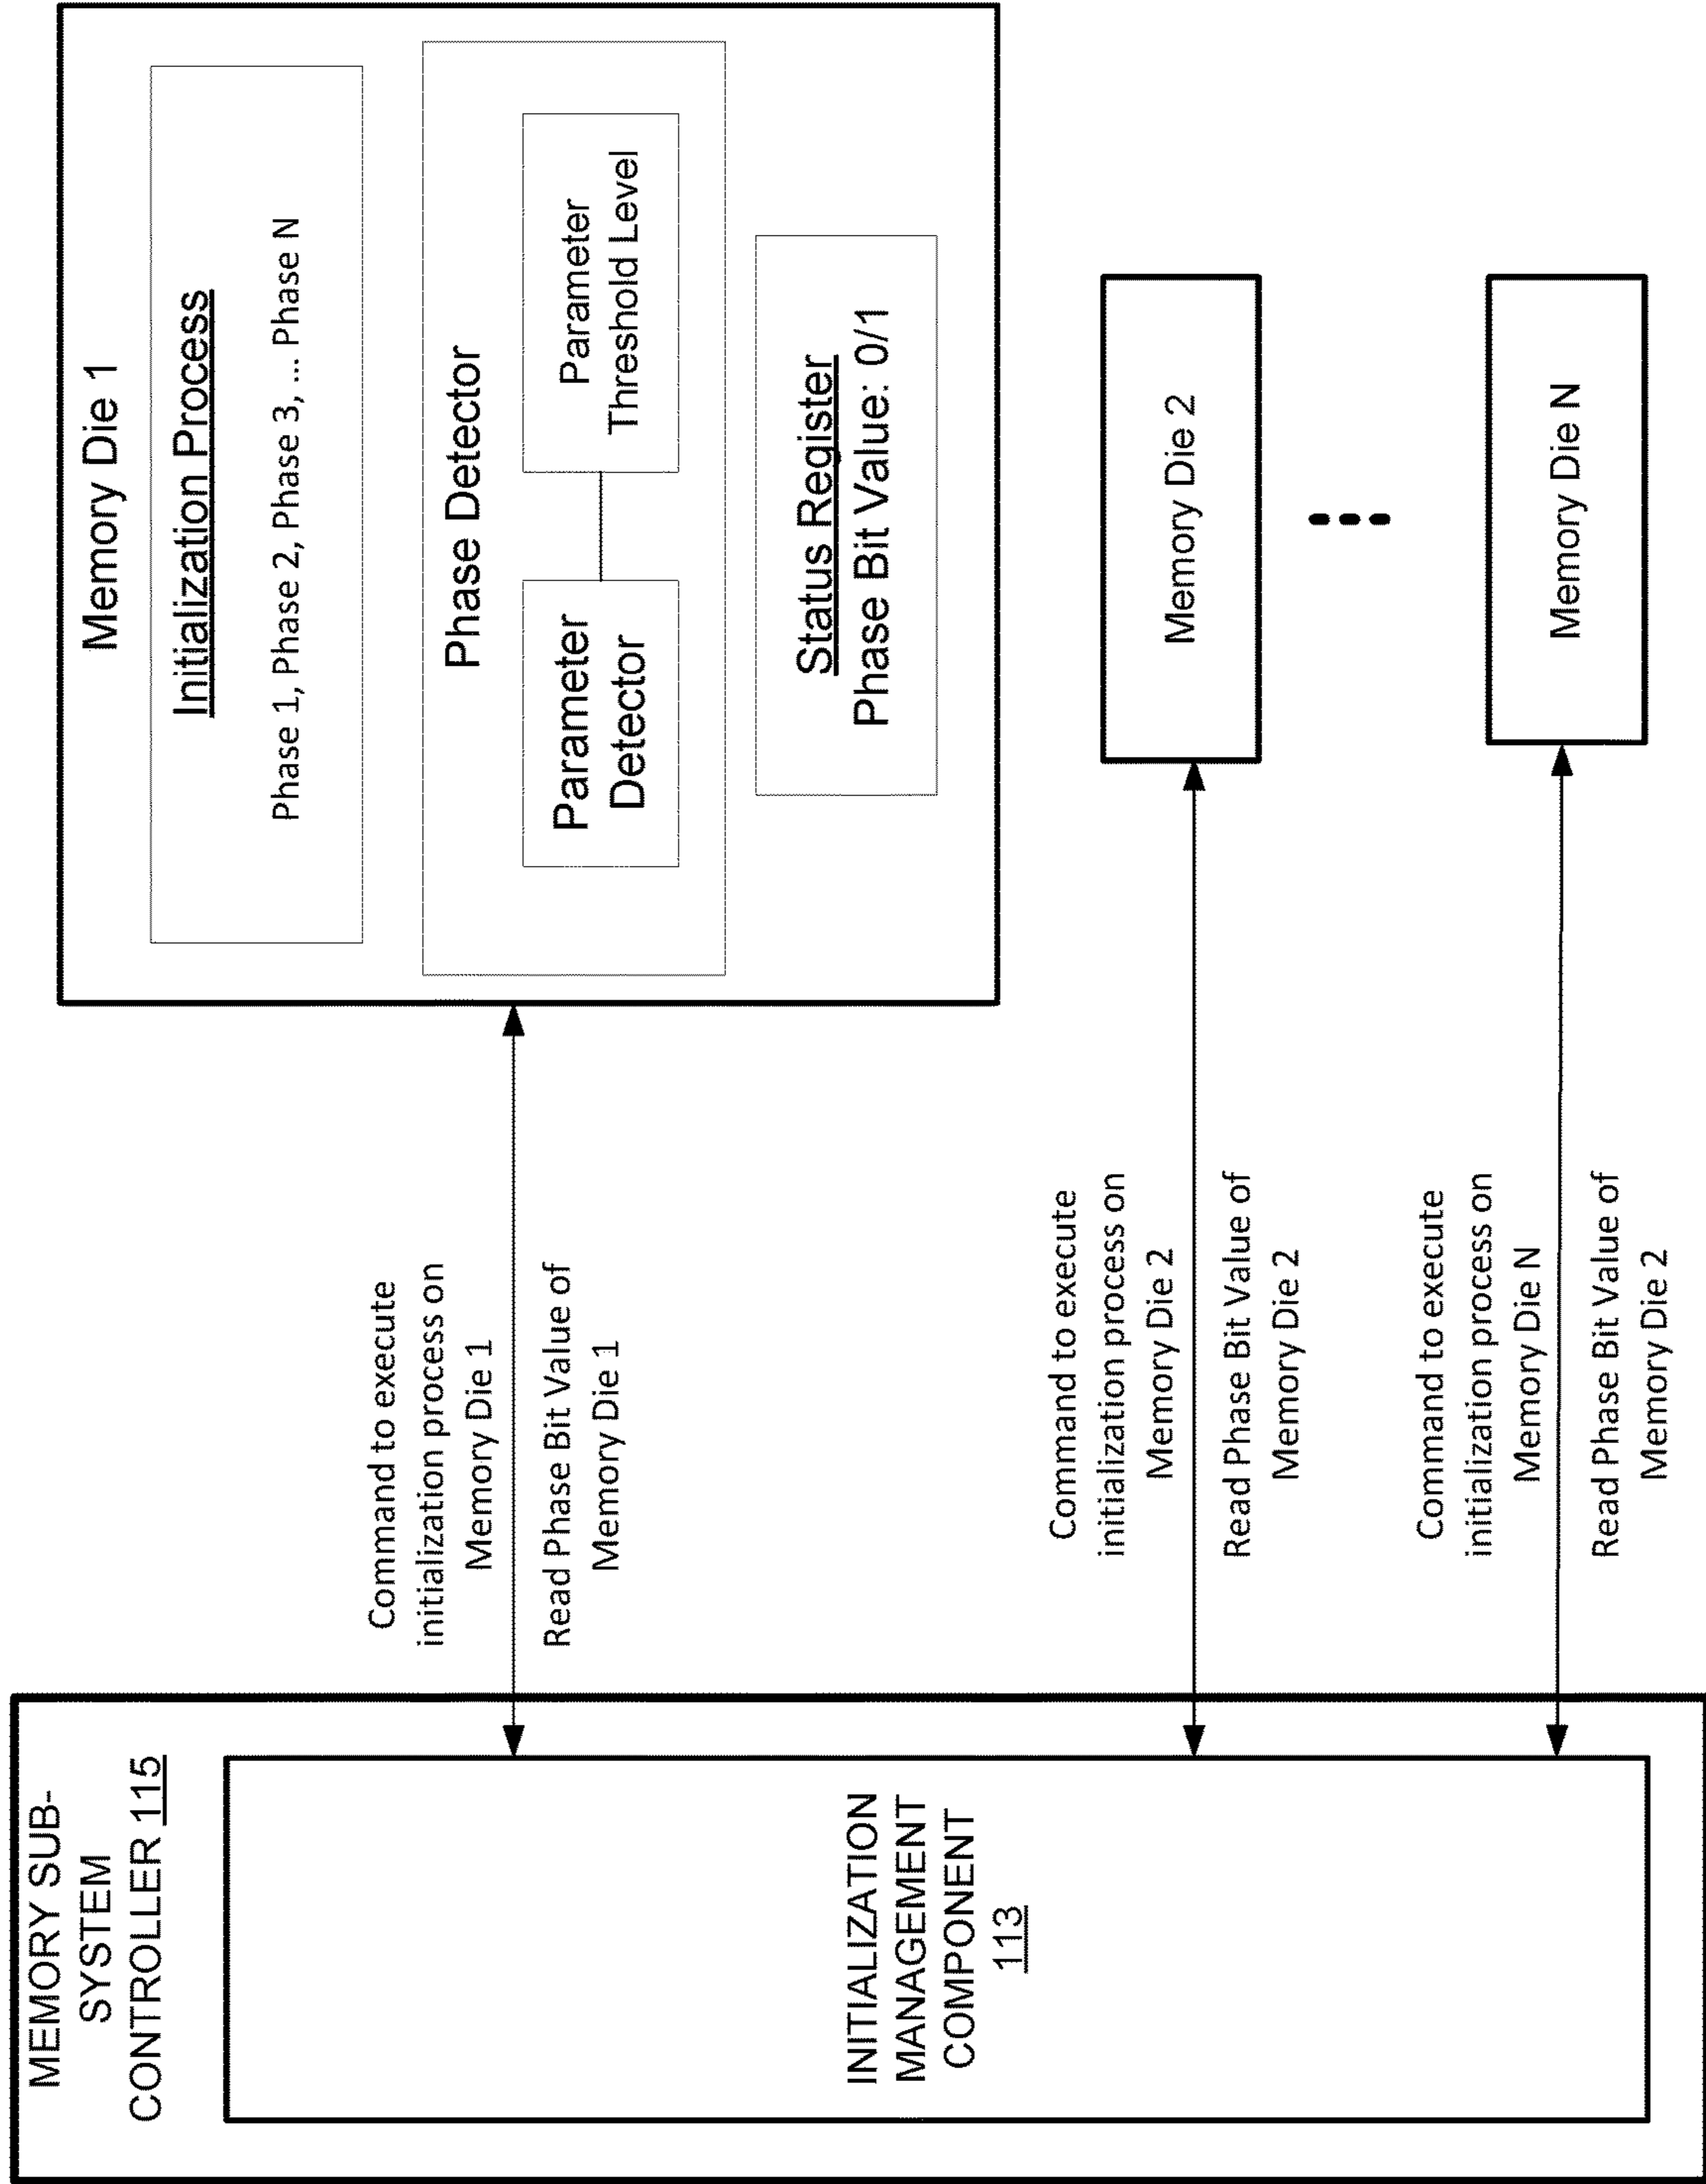 MEMORY SUB-
SYSTEM
CONTROLLER 115
INITIALIZATION
MANAGEMENT
COMPONENT
113
Command to execute
initialization process on
Memory Die 1
Read Phase Bit Value of
Memory Die 1
Command to execute
initialization process on
Memory Die 2
Read Phase Bit Value of
Memory Die 2
Command to execute
initialization process on
Memory Die N
Read Phase Bit Value of
Memory Die 2
Memory Die 1
Initialization Process
Phase 1, Phase 2, Phase 3, ... Phase N
Phase Detector
Parameter
Detector
Parameter
Threshold Level
Status Register
Phase Bit Value: 0/1
Memory Die 2
Memory Die N